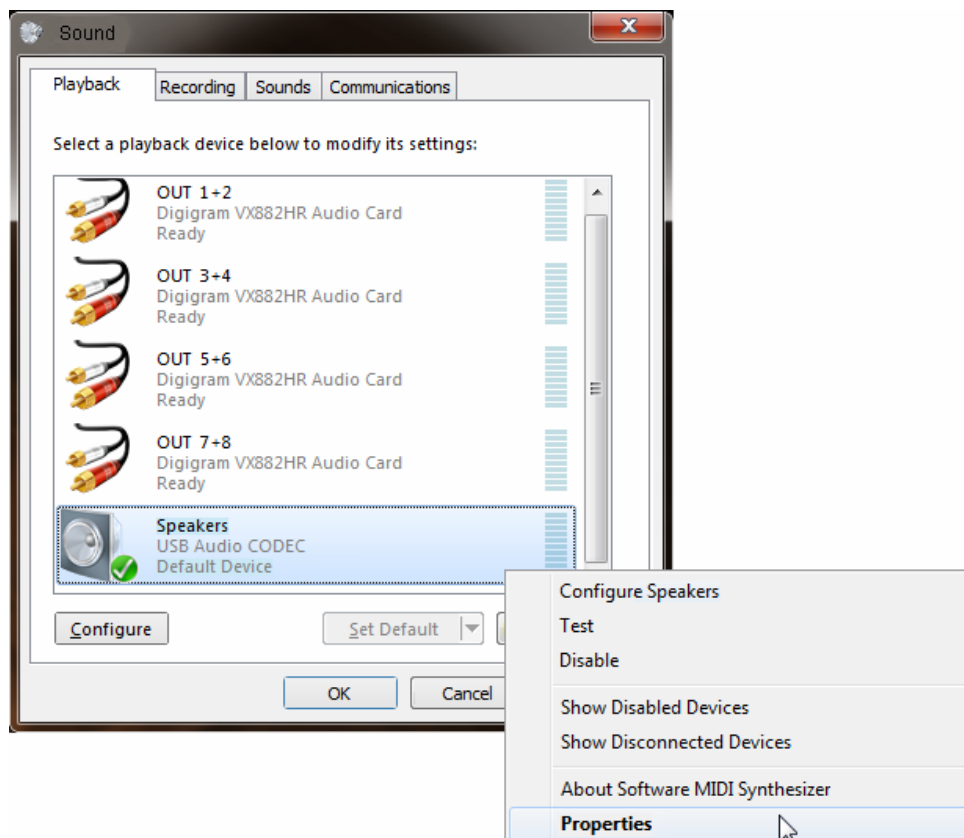 Sound
Playback Recording Sounds Communications
Select a playback device below to modify its settings:
OUT 1+2
Digigram VX882HR Audio Card
Ready
OUT 3+4
Digigram VX882HR Audio Card
Ready
OUT 5+6
Digigram VX882HR Audio Card
Ready
OUT 7+8
Digigram VX882HR Audio Card
Ready
Speakers
USB Audio CODEC
Default Device
Configure Set Default
OK Cancel
Configure Speakers
Test
Disable
Show Disabled Devices
Show Disconnected Devices
About Software MIDI Synthesizer
Properties